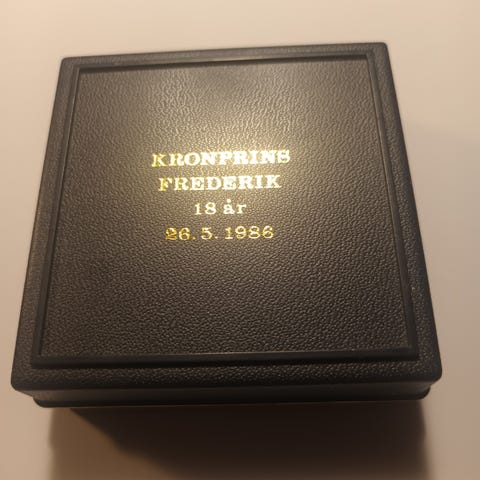 KRONPRINS
FREDERIK
18 år
26.5.1986